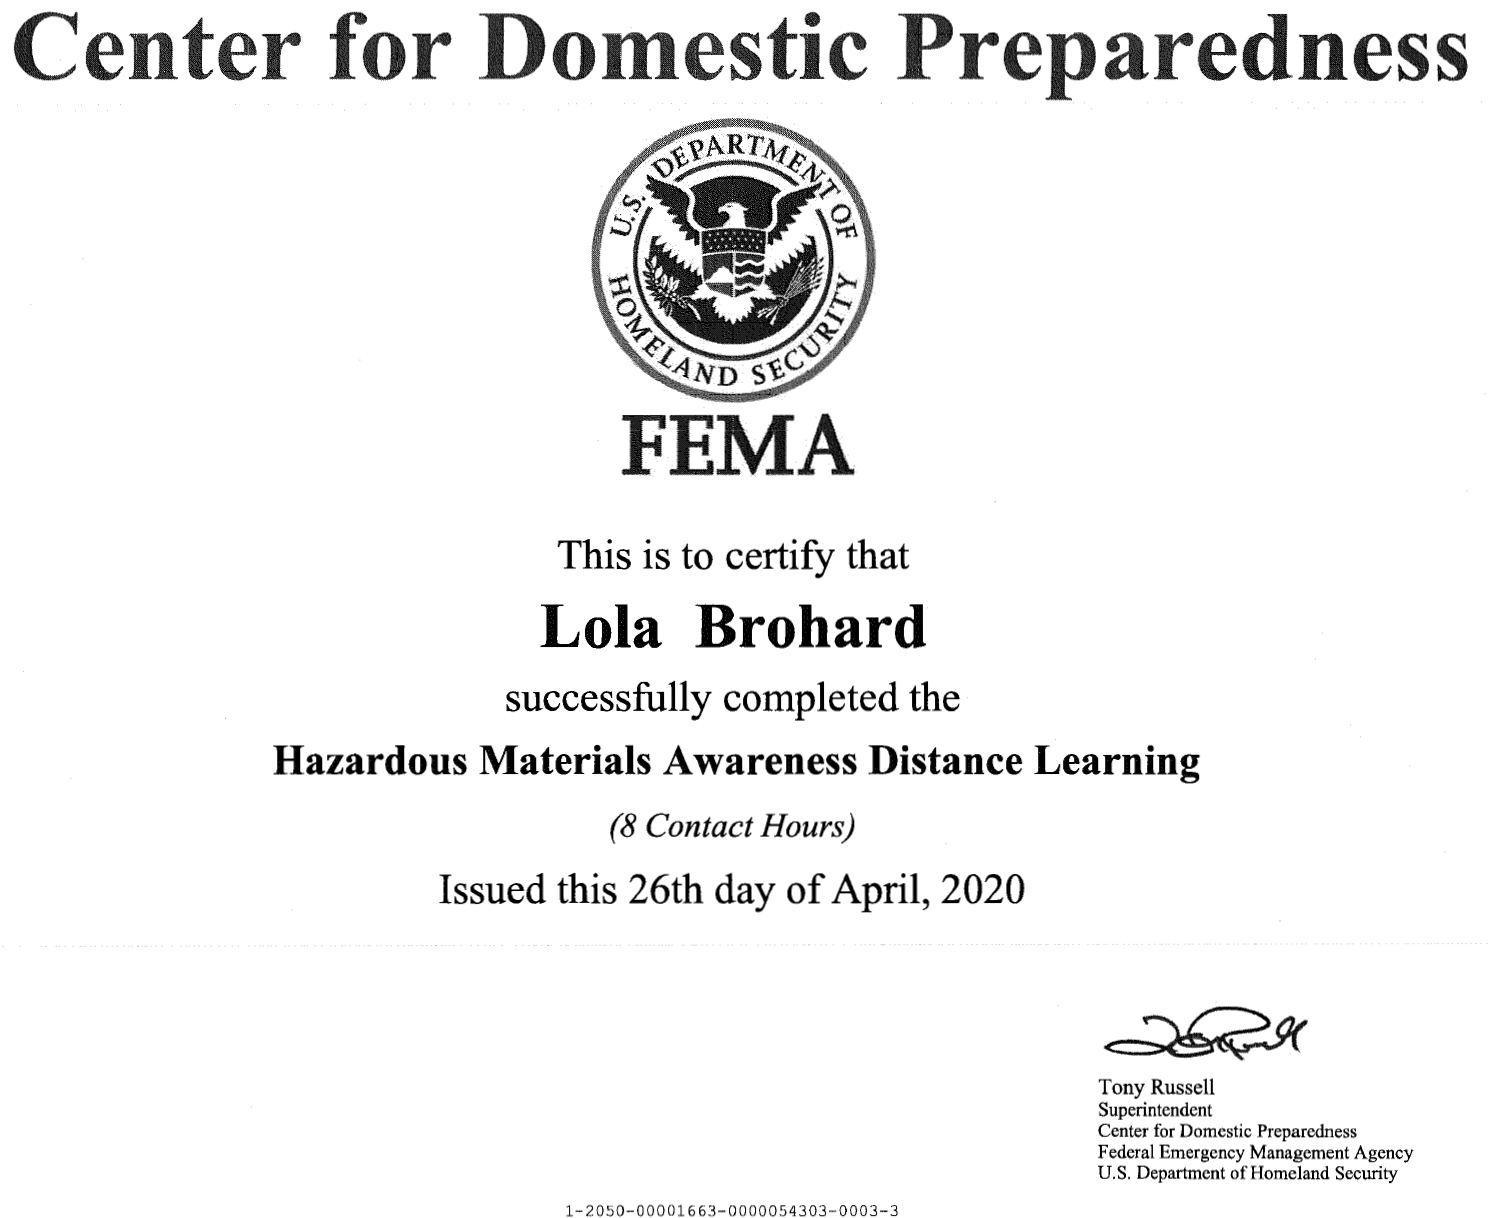 Center for Domestic Preparedness
U.S. DEPARTMENT OF
HOMELAND SECURITY
FEMA
This is to certify that
Lola Brohard
successfully completed the
Hazardous Materials Awareness Distance Learning
(8 Contact Hours)
Issued this 26th day of April, 2020
Tony Russell
Superintendent
Center for Domestic Preparedness
Federal Emergency Management Agency
U.S. Department of Homeland Security
1-2050-00001663-0000054303-0003-3